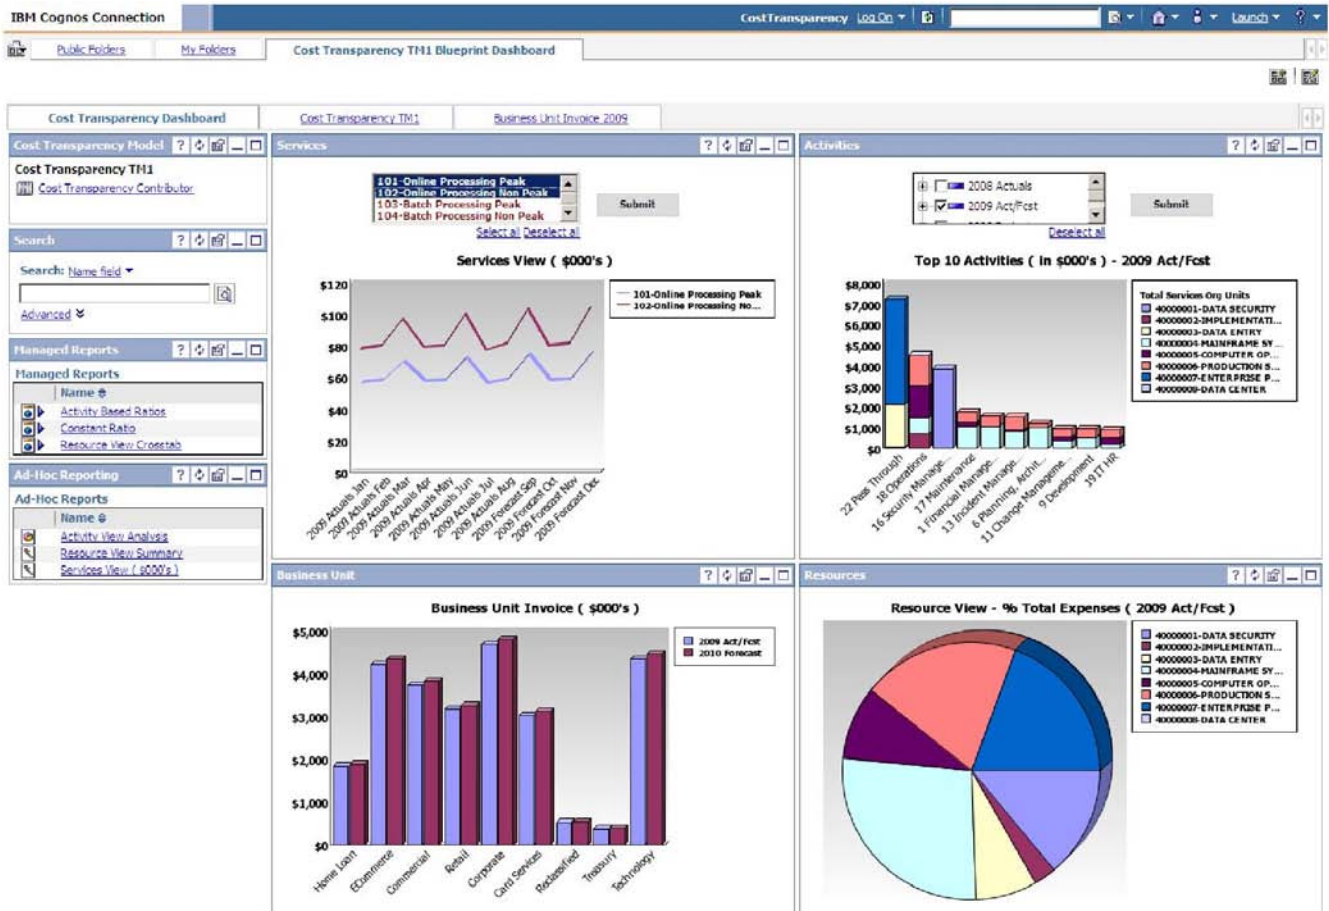 IBM Cognos Connection
CostTransparency Log On
Launch ?
Public Folders My Folders Cost Transparency TM1 Blueprint Dashboard
Cost Transparency Dashboard Cost Transparency TM1 Business Unit Invoice 2009
Cost Transparency Model ?
Cost Transparency TM1
Cost Transparency Contributor
Search ?
Search: Name field
Advanced
Managed Reports ?
Managed Reports
Name
Activity Based Ratios
Constant Ratio
Resource View Crosstab
Ad-Hoc Reporting ?
Ad-Hoc Reports
Name
Activity View Analysis
Resource View Summary
Services View ( $000's )
Services ?
101-Online Processing Peak
102-Online Processing Non Peak
103-Batch Processing Peak
104-Batch Processing Non Peak
Submit
Select all Deselect all
Services View ( $000's )
$120
$100
$80
$60
$40
$20
$0
101-Online Processing Peak
102-Online Processing No...
2009 Actuals Jan
2009 Actuals Feb
2009 Actuals Mar
2009 Actuals Apr
2009 Actuals May
2009 Actuals Jun
2009 Actuals Jul
2009 Actuals Aug
2009 Forecast Sep
2009 Forecast Oct
2009 Forecast Nov
2009 Forecast Dec
Activities ?
2008 Actuals
2009 Act/Fcst
Submit
Deselect all
Top 10 Activities ( in $000's ) - 2009 Act/Fcst
$8,000
$7,000
$6,000
$5,000
$4,000
$3,000
$2,000
$1,000
$0
Total Services Org Units
40000001-DATA SECURITY
40000002-IMPLEMENTATI...
40000003-DATA ENTRY
40000004-MAINFRAME SY...
40000005-COMPUTER OP...
40000006-PRODUCTION S...
40000007-ENTERPRISE P...
40000009-DATA CENTER
22 Pass Through
18 Operations
16 Security Manage...
17 Maintenance
1 Financial Manage...
13 Incident Manage...
6 Planning, Archit...
11 Change Manageme...
9 Development
19 IT HR
Business Unit ?
Business Unit Invoice ( $000's )
$5,000
$4,000
$3,000
$2,000
$1,000
$0
2009 Act/Fcst
2010 Forecast
Home Loan
ECommerce
Commercial
Retail
Corporate
Card Services
Reclassified
Treasury
Technology
Resources ?
Resource View - % Total Expenses ( 2009 Act/Fcst )
40000001-DATA SECURITY
40000002-IMPLEMENTATI...
40000003-DATA ENTRY
40000004-MAINFRAME SY...
40000005-COMPUTER OP...
40000006-PRODUCTION S...
40000007-ENTERPRISE P...
40000008-DATA CENTER